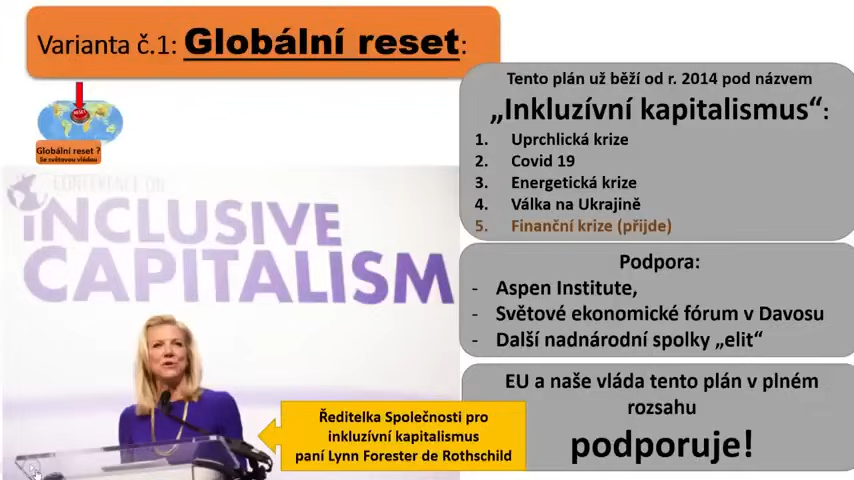 Varianta č.1: Globální reset:
RESET
Globální reset ?
Se světovou vládou
Tento plán už běží od r. 2014 pod názvem
„Inkluzívní kapitalismus“:
1. Uprchlická krize
2. Covid 19
3. Energetická krize
4. Válka na Ukrajině
5. Finanční krize (přijde)
CONFERENCE ON
INCLUSIVE
CAPITALISM
Podpora:
- Aspen Institute,
- Světové ekonomické fórum v Davosu
- Další nadnárodní spolky „elit“
EU a naše vláda tento plán v plném
rozsahu
podporuje!
Ředitelka Společnosti pro
inkluzívní kapitalismus
paní Lynn Forester de Rothschild